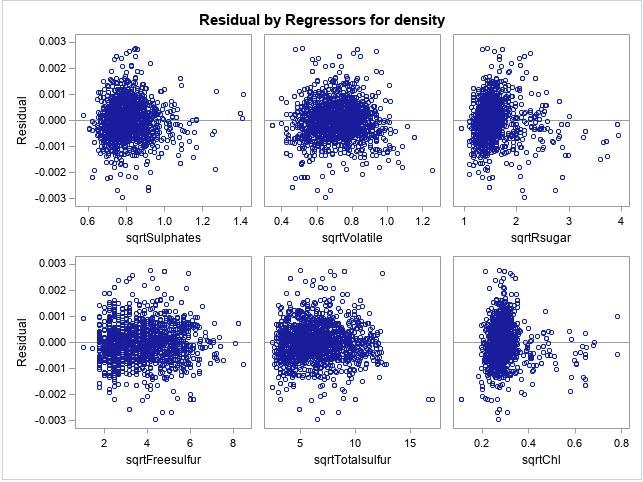 Residual by Regressors for density
0.003
0.002
0.001
0.000
-0.001
-0.002
-0.003
Residual
0.6 0.8 1.0 1.2 1.4
sqrtSulphates
0.4 0.6 0.8 1.0 1.2
sqrtVolatile
1 2 3 4
sqrtRsugar
0.003
0.002
0.001
0.000
-0.001
-0.002
-0.003
Residual
2 4 6 8
sqrtFreesulfur
5 10 15
sqrtTotalsulfur
0.2 0.4 0.6 0.8
sqrtChl